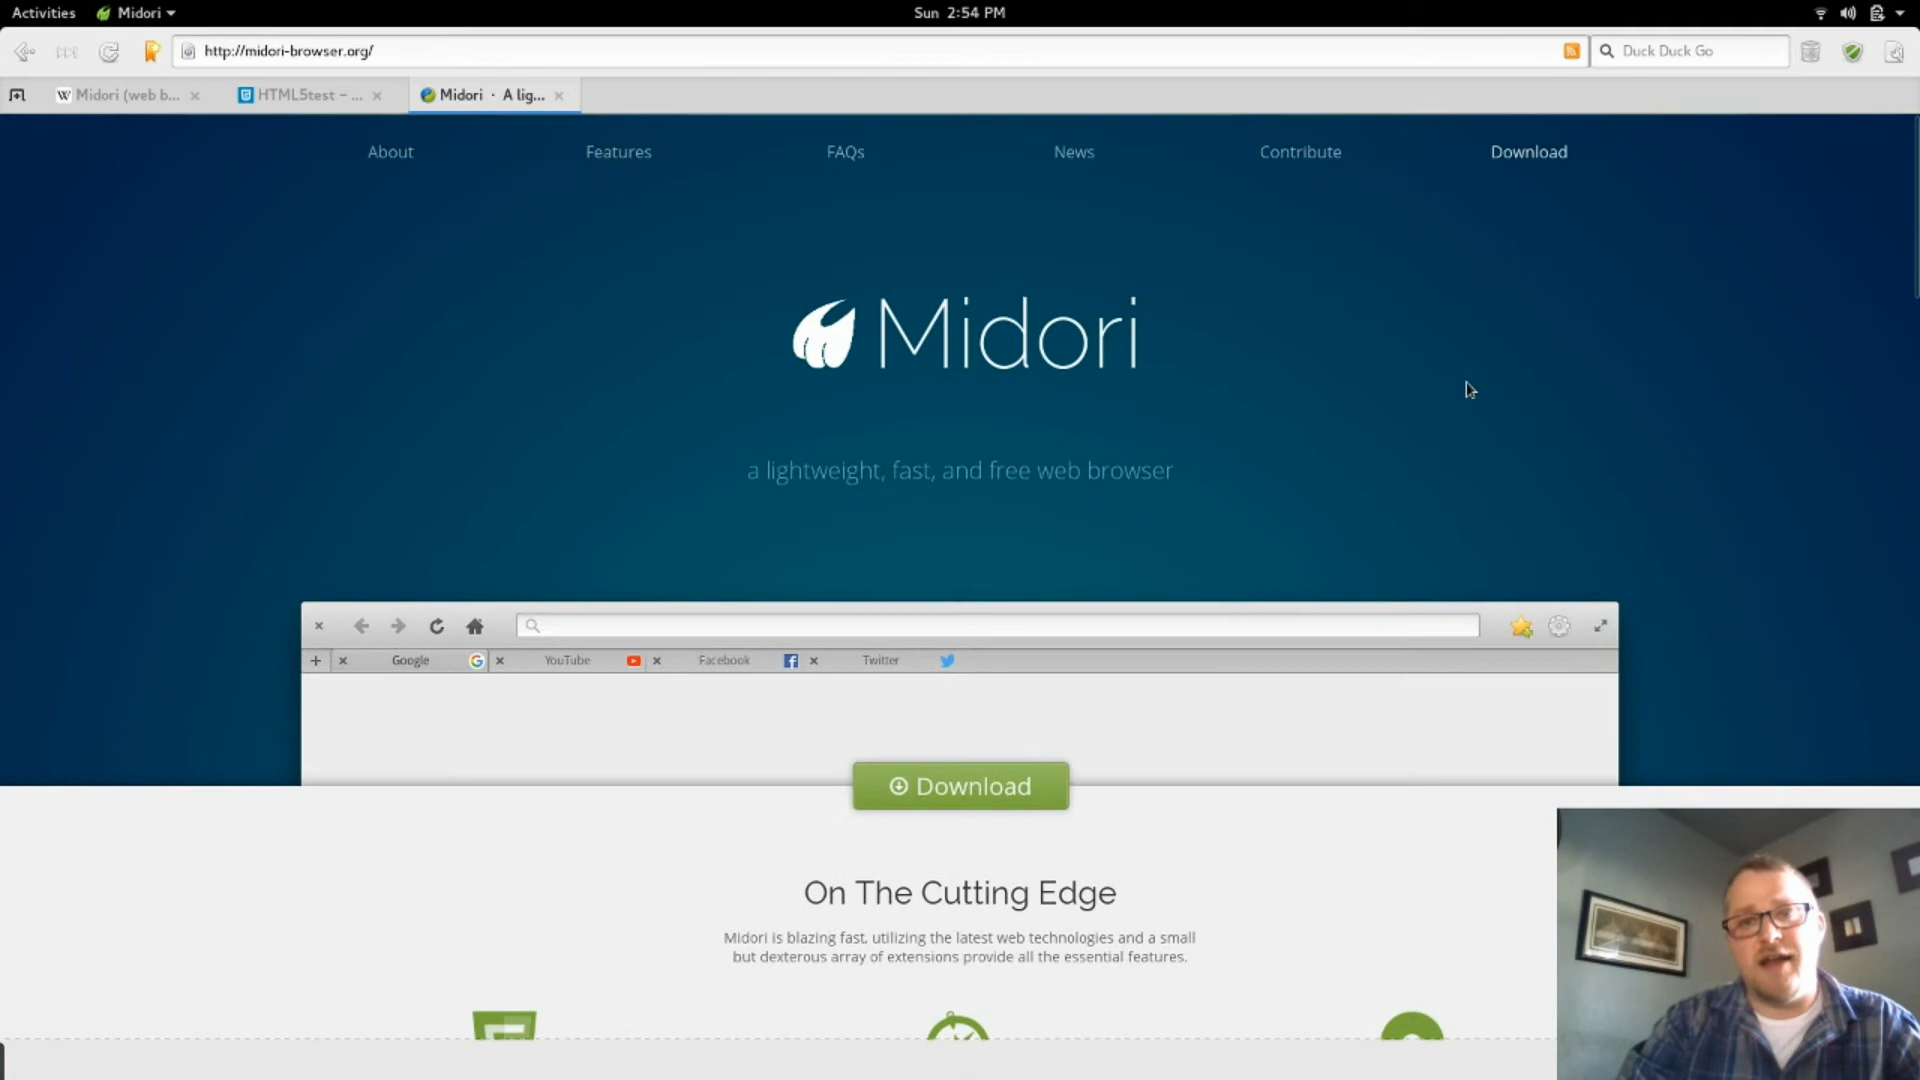 Activities Midori Sun 2:54 PM
http://midori-browser.org/ Duck Duck Go
W Midori (web b... HTML5test – ... Midori · A lig...
About Features FAQs News Contribute Download
Midori
a lightweight, fast, and free web browser
Google YouTube Facebook Twitter
Download
On The Cutting Edge
Midori is blazing fast, utilizing the latest web technologies and a small
but dexterous array of extensions provide all the essential features.